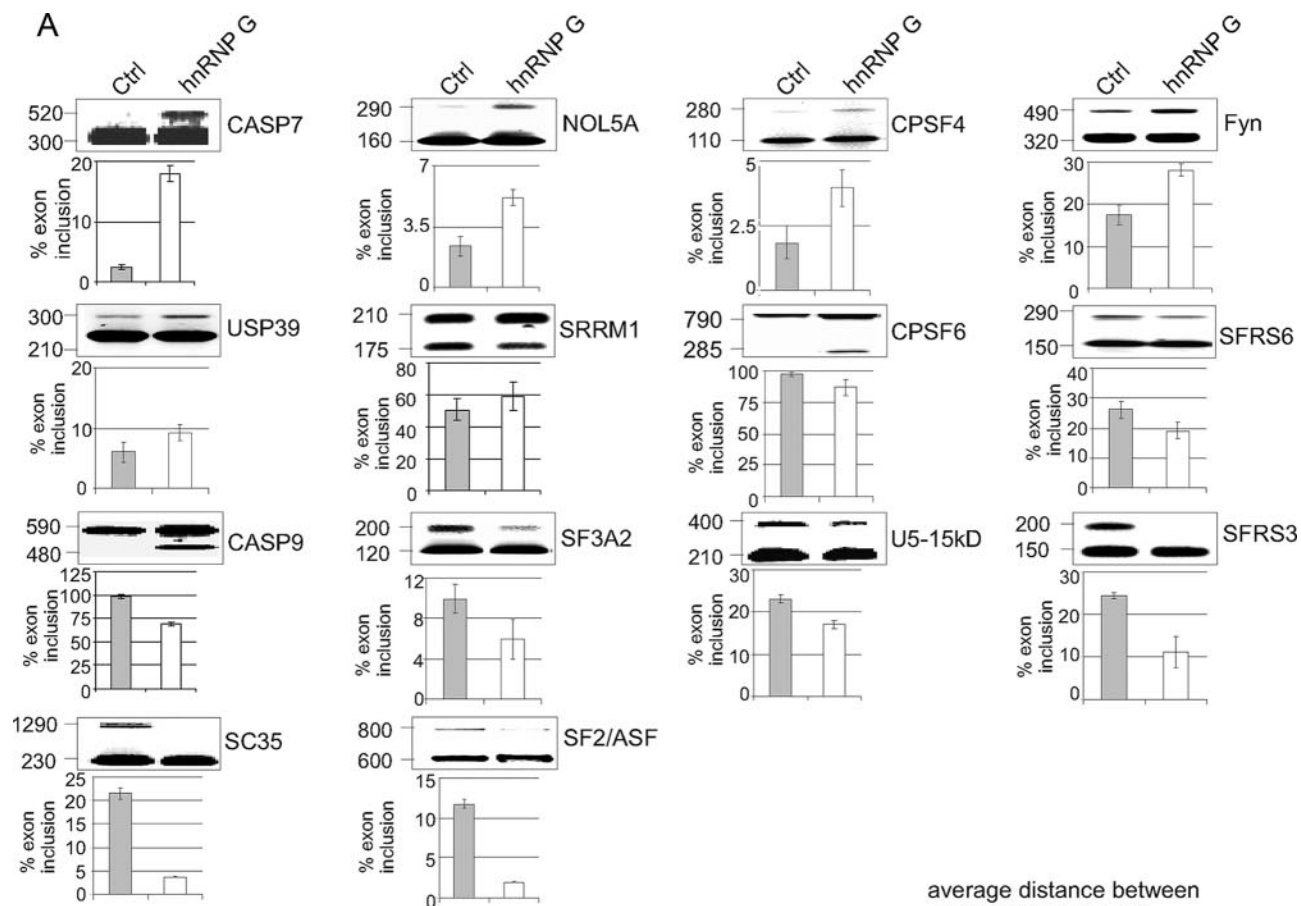 A
Ctrl hnRNP G Ctrl hnRNP G Ctrl hnRNP G Ctrl hnRNP G
520
300
CASP7
% exon inclusion
20
10
0
290
160
NOL5A
% exon inclusion
7
3.5
0
280
110
CPSF4
% exon inclusion
5
2.5
0
490
320
Fyn
% exon inclusion
30
20
10
0
300
210
USP39
% exon inclusion
20
10
0
210
175
SRRM1
% exon inclusion
80
60
40
20
0
790
285
CPSF6
% exon inclusion
100
75
50
25
0
290
150
SFRS6
% exon inclusion
40
30
20
10
0
590
480
CASP9
% exon inclusion
125
100
75
50
25
0
200
120
SF3A2
% exon inclusion
12
8
4
0
400
210
U5-15kD
% exon inclusion
30
20
10
0
200
150
SFRS3
% exon inclusion
30
20
10
0
1290
230
SC35
% exon inclusion
25
20
15
10
5
0
800
600
SF2/ASF
% exon inclusion
15
10
5
0
average distance between